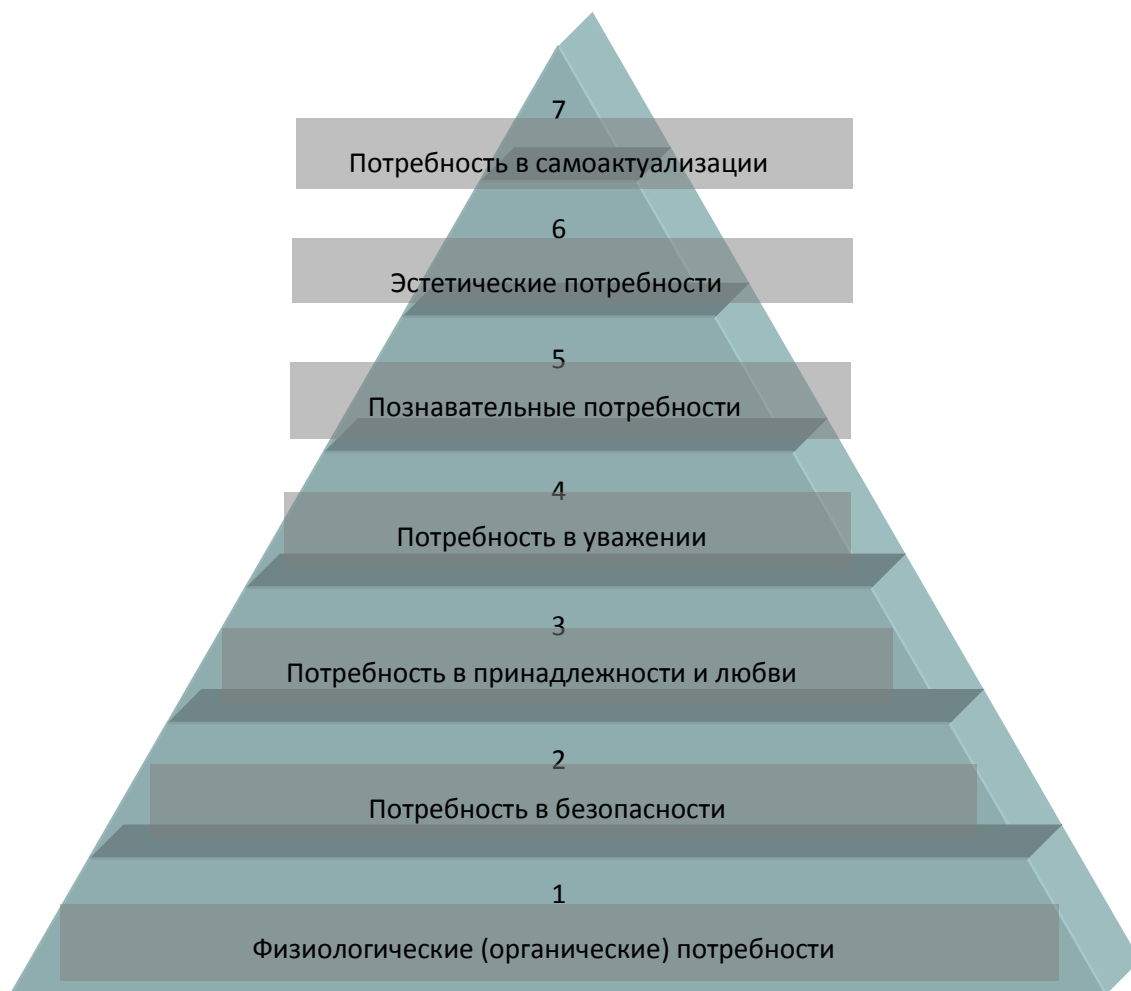 7
Потребность в самоактуализации
6
Эстетические потребности
5
Познавательные потребности
4
Потребность в уважении
3
Потребность в принадлежности и любви
2
Потребность в безопасности
1
Физиологические (органические) потребности